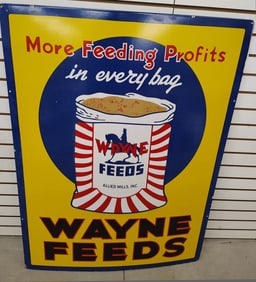 More Feeding Profits
in every bag
WAYNE
FEEDS
ALLIED MILLS, INC.
WAYNE
FEEDS